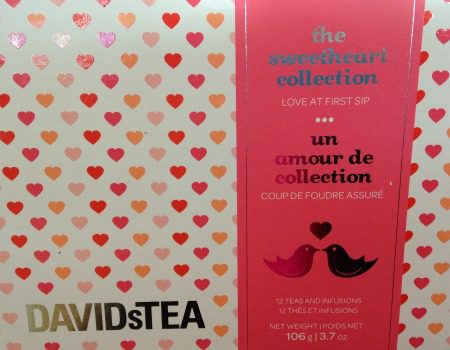 the
sweetheart
collection
LOVE AT FIRST SIP
un
amour de
collection
COUP DE FOUDRE ASSURÉ
DAVIDsTEA
12 TEAS AND INFUSIONS
12 THÉS ET INFUSIONS
NET WEIGHT | POIDS NET:
106 g | 3.7 oz